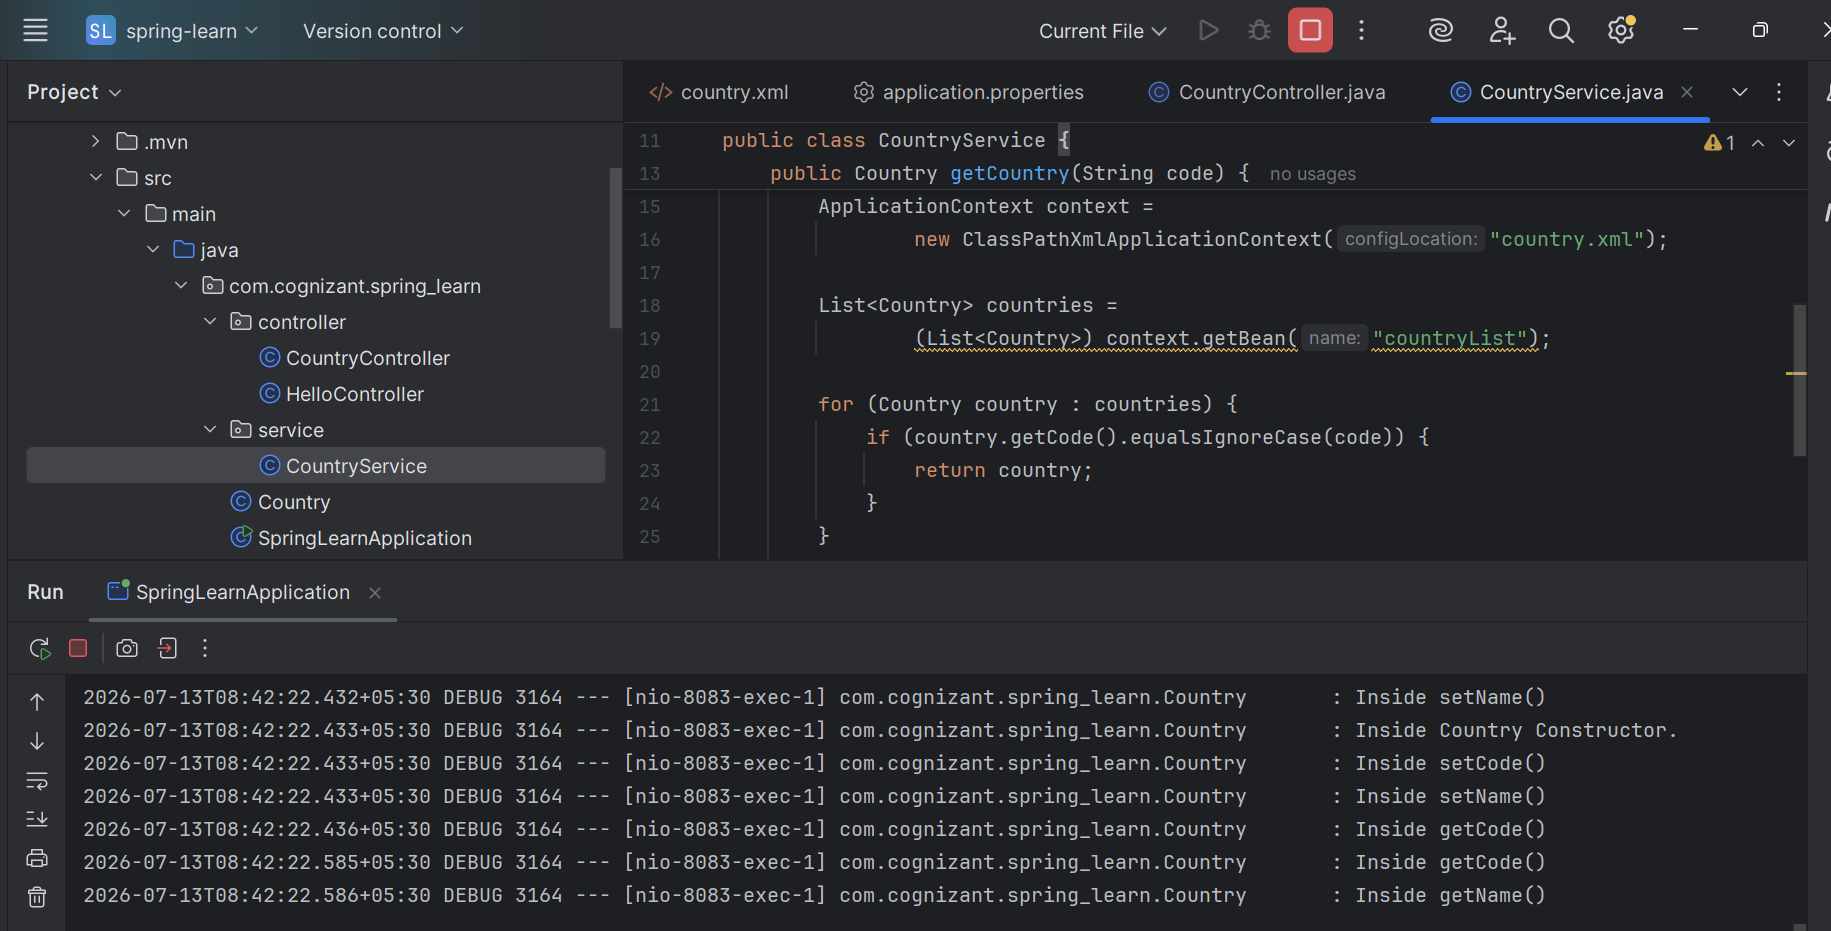 SL spring-learn Version control Current File
Project
country.xml application.properties CountryController.java CountryService.java
.mvn
src
main
java
com.cognizant.spring_learn
controller
CountryController
HelloController
service
CountryService
Country
SpringLearnApplication
11 public class CountryService {
13 public Country getCountry(String code) { no usages
15 ApplicationContext context =
16 new ClassPathXmlApplicationContext( configLocation: "country.xml");
17
18 List<Country> countries =
19 (List<Country>) context.getBean( name: "countryList");
20
21 for (Country country : countries) {
22 if (country.getCode().equalsIgnoreCase(code)) {
23 return country;
24 }
25 }
1
Run SpringLearnApplication
2026-07-13T08:42:22.432+05:30 DEBUG 3164 --- [nio-8083-exec-1] com.cognizant.spring_learn.Country : Inside setName()
2026-07-13T08:42:22.433+05:30 DEBUG 3164 --- [nio-8083-exec-1] com.cognizant.spring_learn.Country : Inside Country Constructor.
2026-07-13T08:42:22.433+05:30 DEBUG 3164 --- [nio-8083-exec-1] com.cognizant.spring_learn.Country : Inside setCode()
2026-07-13T08:42:22.433+05:30 DEBUG 3164 --- [nio-8083-exec-1] com.cognizant.spring_learn.Country : Inside setName()
2026-07-13T08:42:22.436+05:30 DEBUG 3164 --- [nio-8083-exec-1] com.cognizant.spring_learn.Country : Inside getCode()
2026-07-13T08:42:22.585+05:30 DEBUG 3164 --- [nio-8083-exec-1] com.cognizant.spring_learn.Country : Inside getCode()
2026-07-13T08:42:22.586+05:30 DEBUG 3164 --- [nio-8083-exec-1] com.cognizant.spring_learn.Country : Inside getName()